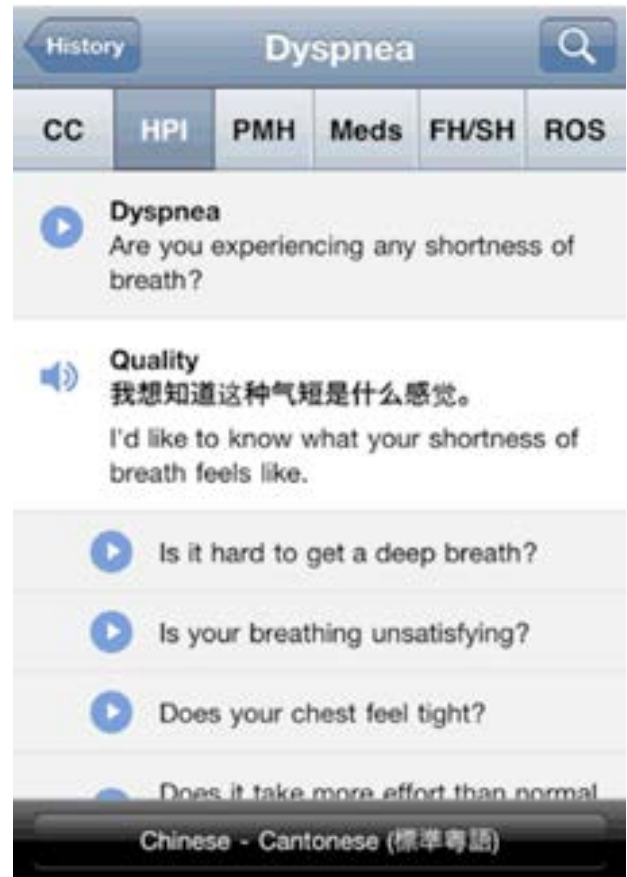 History
Dyspnea
CC
HPI
PMH
Meds
FH/SH
ROS
Dyspnea
Are you experiencing any shortness of
breath?
Quality
我想知道这种气短是什么感觉。
I'd like to know what your shortness of
breath feels like.
Is it hard to get a deep breath?
Is your breathing unsatisfying?
Does your chest feel tight?
Does it take more effort than normal
Chinese - Cantonese (標準粵語)